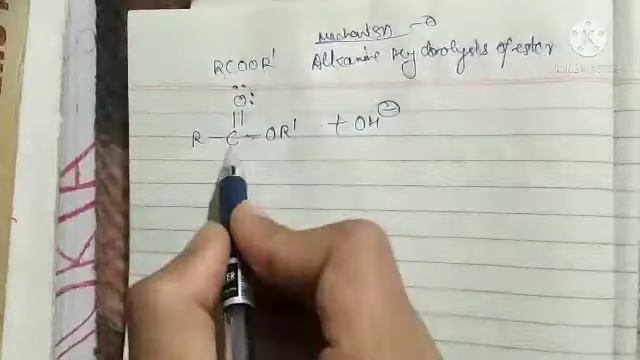 Mechanism →
Alkaline Hydrolysis of ester
RCOOR'
O
R – C – OR' + OH⊖